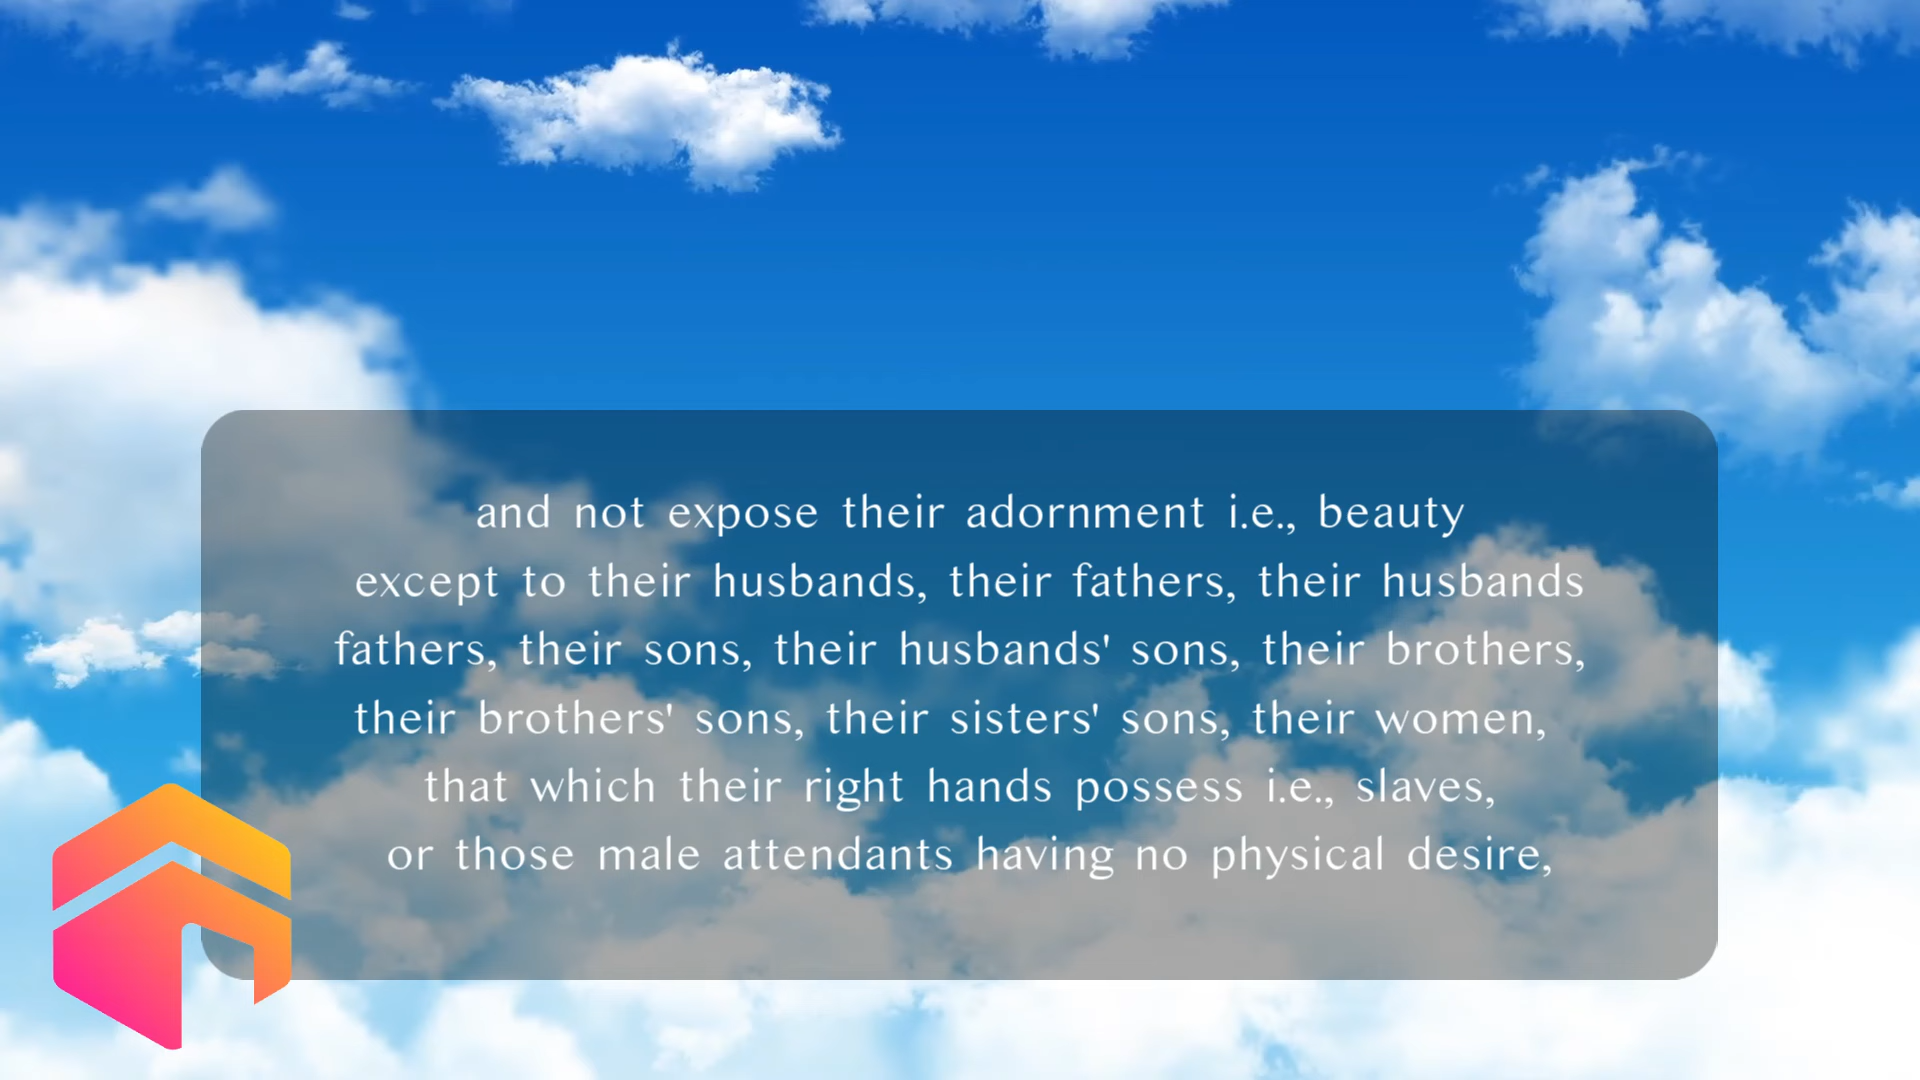 and not expose their adornment i.e., beauty
except to their husbands, their fathers, their husbands
fathers, their sons, their husbands' sons, their brothers,
their brothers' sons, their sisters' sons, their women,
that which their right hands possess i.e., slaves,
or those male attendants having no physical desire,